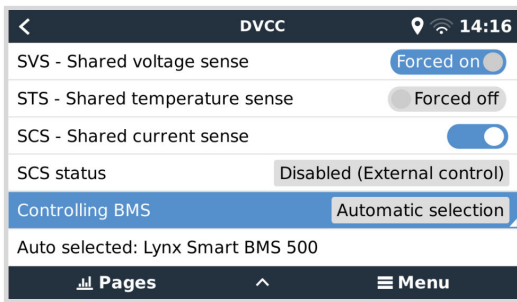 DVCC 14:16
SVS - Shared voltage sense Forced on
STS - Shared temperature sense Forced off
SCS - Shared current sense
SCS status Disabled (External control)
Controlling BMS Automatic selection
Auto selected: Lynx Smart BMS 500
Pages Menu